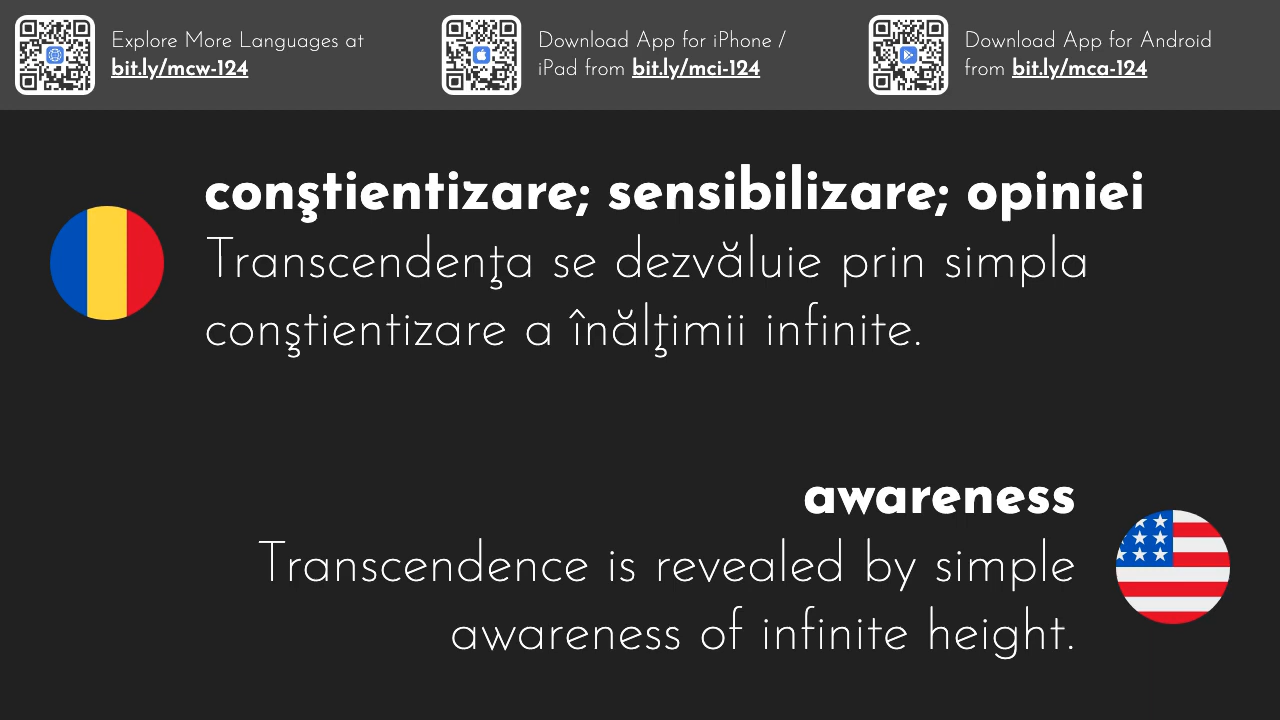 Explore More Languages at
bit.ly/mcw-124
Download App for iPhone /
iPad from bit.ly/mci-124
Download App for Android
from bit.ly/mca-124
conştientizare; sensibilizare; opiniei
Transcendenţa se dezvăluie prin simpla
conştientizare a înălţimii infinite.
awareness
Transcendence is revealed by simple
awareness of infinite height.